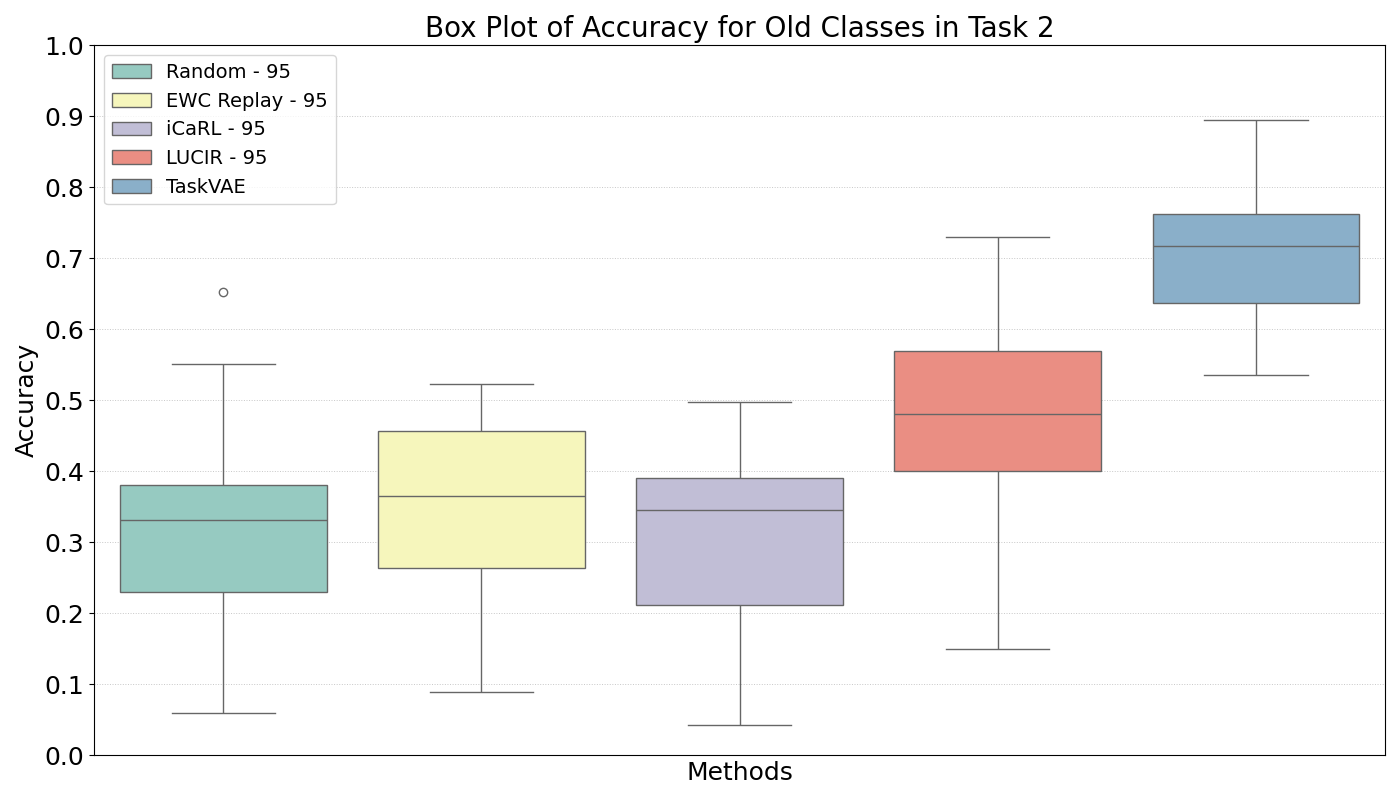 Box Plot of Accuracy for Old Classes in Task 2
1.0
0.9
0.8
0.7
0.6
0.5
0.4
0.3
0.2
0.1
0.0
Accuracy
Random - 95
EWC Replay - 95
iCaRL - 95
LUCIR - 95
TaskVAE
Methods